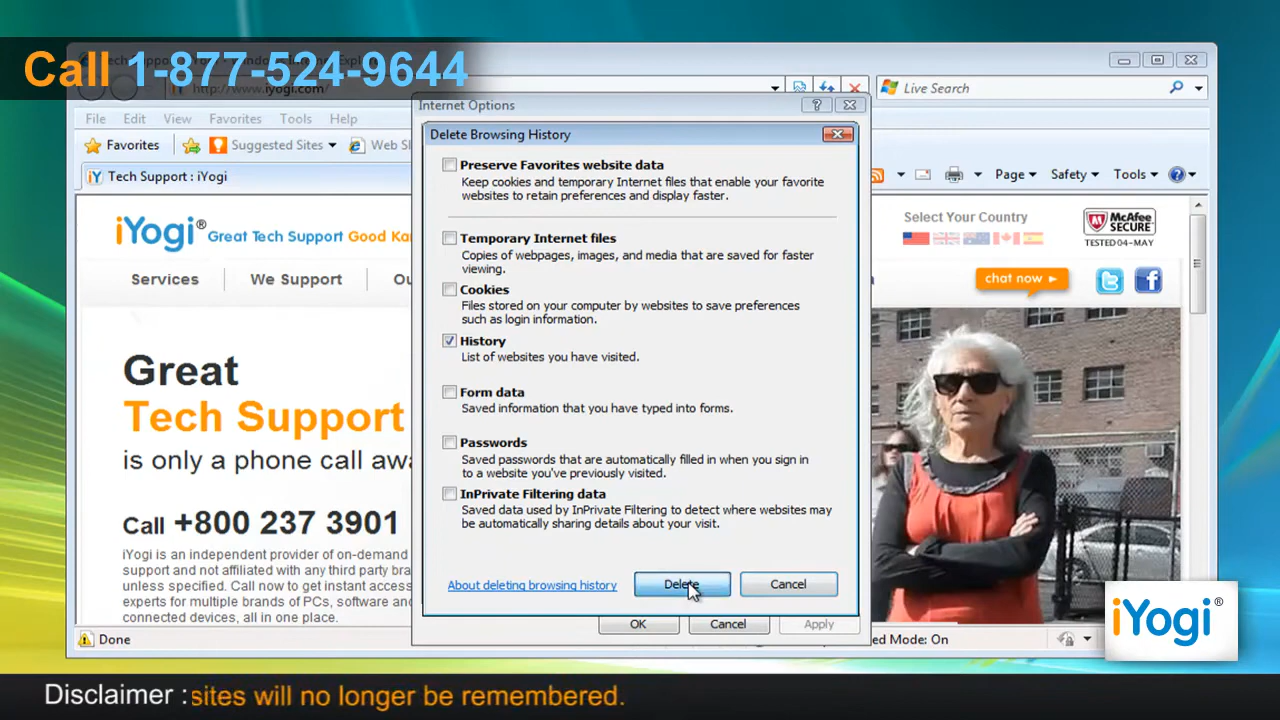 Call 1-877-524-9644
http://www.iyogi.com/
Live Search
File Edit View Favorites Tools Help
Favorites Suggested Sites Web
Tech Support : iYogi
Page Safety Tools
iYogi® Great Tech Support Good
Select Your Country
McAfee SECURE
TESTED 04-MAY
Services We Support
chat now
Great
Tech Support
is only a phone call
Call +800 237 3901
iYogi is an independent provider of on-demand
support and not affiliated with any third party
unless specified. Call now to get instant access
experts for multiple brands of PCs, software
connected devices, all in one place.
Internet Options
Delete Browsing History
Preserve Favorites website data
Keep cookies and temporary Internet files that enable your favorite
websites to retain preferences and display faster.
Temporary Internet files
Copies of webpages, images, and media that are saved for faster
viewing.
Cookies
Files stored on your computer by websites to save preferences
such as login information.
History
List of websites you have visited.
Form data
Saved information that you have typed into forms.
Passwords
Saved passwords that are automatically filled in when you sign in
to a website you've previously visited.
InPrivate Filtering data
Saved data used by InPrivate Filtering to detect where websites may
be automatically sharing details about your visit.
About deleting browsing history Delete Cancel
OK Cancel Apply
Done
Mode: On
iYogi®
Disclaimer : sites will no longer be remembered.